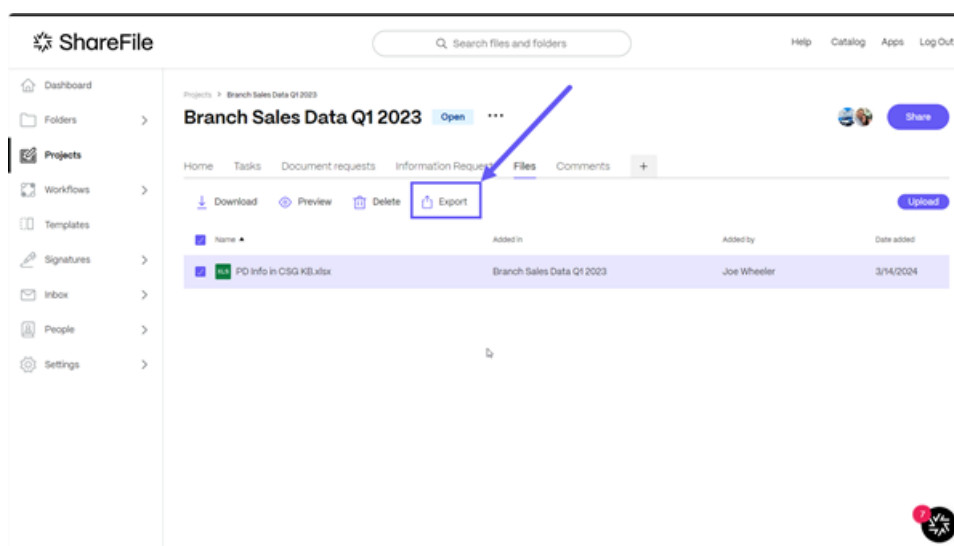 ShareFile
Search files and folders
Help Catalog Apps Log Out
Dashboard
Folders
Projects
Workflows
Templates
Signatures
Inbox
People
Settings
Projects > Branch Sales Data Q1 2023
Branch Sales Data Q1 2023 Open ...
Share
Home Tasks Document requests Information Request Files Comments +
Download Preview Delete Export
Upload
Name Added in Added by Date added
XLS PD Info in CSG KB.xlsx Branch Sales Data Q1 2023 Joe Wheeler 3/14/2024
7